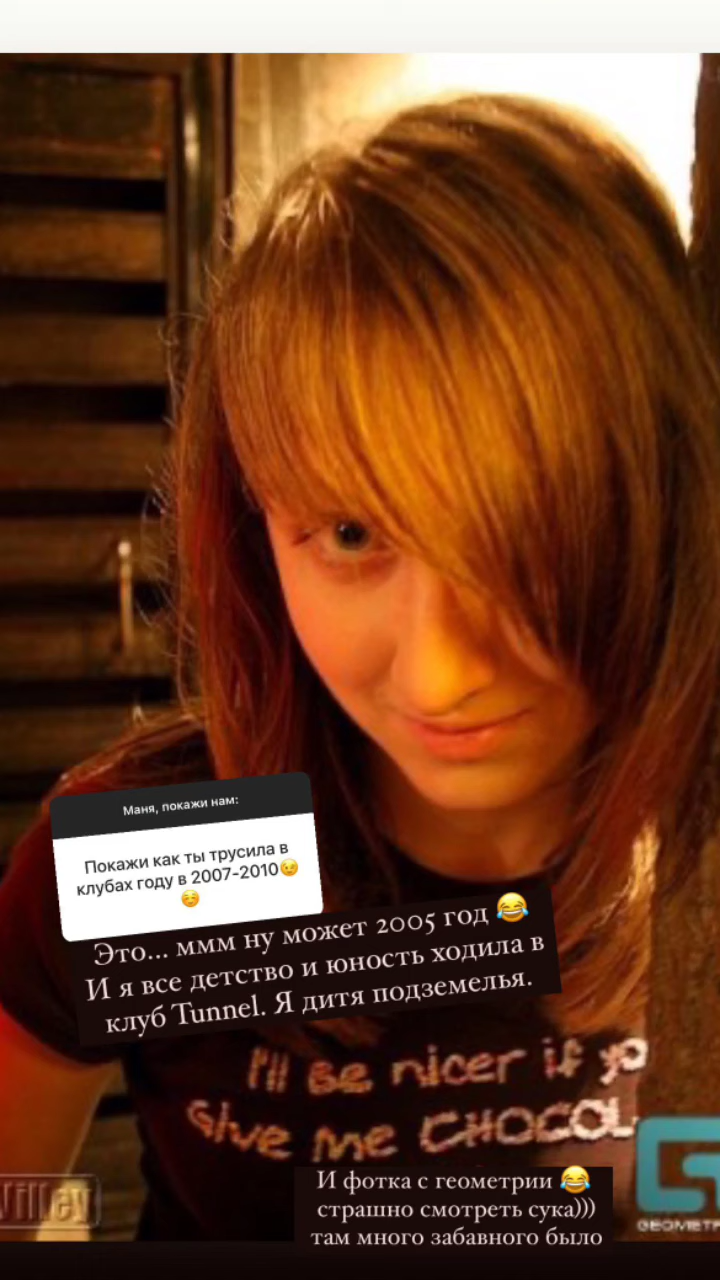 Маня, покажи нам:
Покажи как ты трусила в
клубах году в 2007-2010😉
☺️
Это... ммм ну может 2005 год 😂
И я все детство и юность ходила в
клуб Tunnel. Я дитя подземелья.
I'll Be nicer if yo
Give me CHOCOL
И фотка с геометрии 😂
страшно смотреть сука)))
там много забавного было